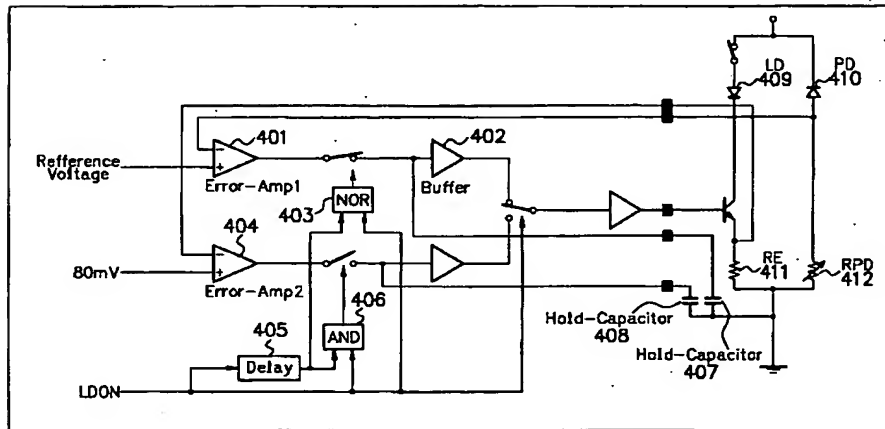 LD
409
PD
410
401
402
Refference
Voltage
Error-Amp1
Buffer
NOR
403
404
80mV
Error-Amp2
406
AND
405
Delay
LDON
RE
411
RPD
412
Hold-Capacitor
408
Hold-Capacitor
407